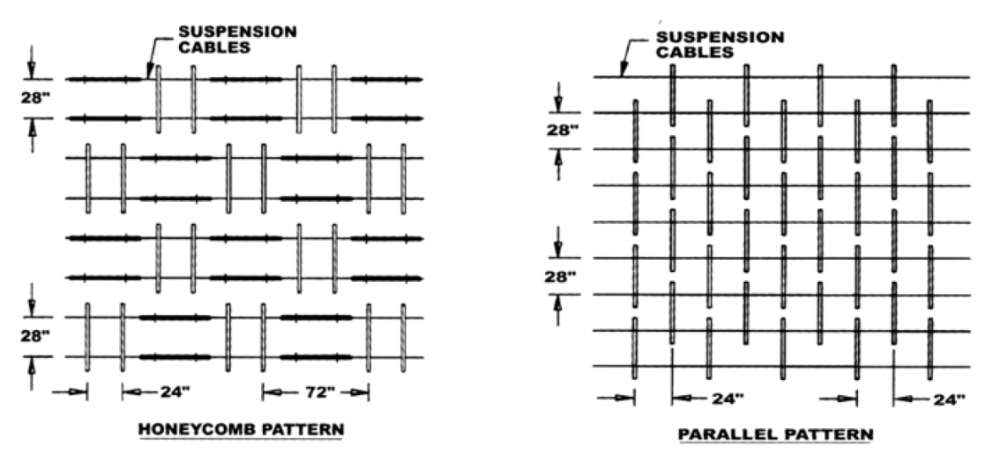 SUSPENSION
CABLES
28"
28"
24"
72"
HONEYCOMB PATTERN
SUSPENSION
CABLES
28"
28"
24"
24"
PARALLEL PATTERN